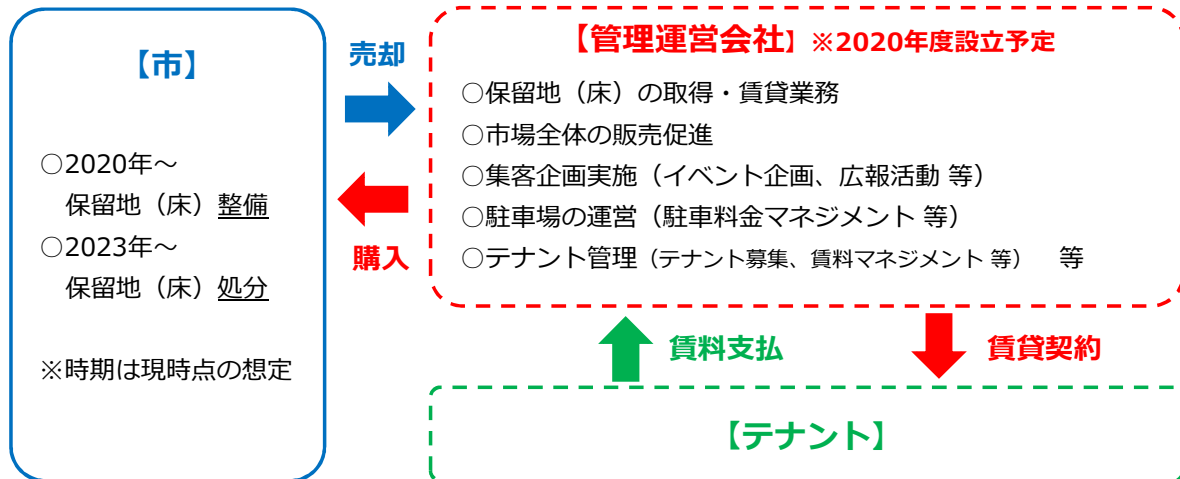 【市】
○2020年～
保留地（床）整備
○2023年～
保留地（床）処分
※時期は現時点の想定
売却
購入
【管理運営会社】※2020年度設立予定
○保留地（床）の取得・賃貸業務
○市場全体の販売促進
○集客企画実施（イベント企画、広報活動 等）
○駐車場の運営（駐車料金マネジメント 等）
○テナント管理（テナント募集、賃料マネジメント 等）　等
賃料支払
賃貸契約
【テナント】